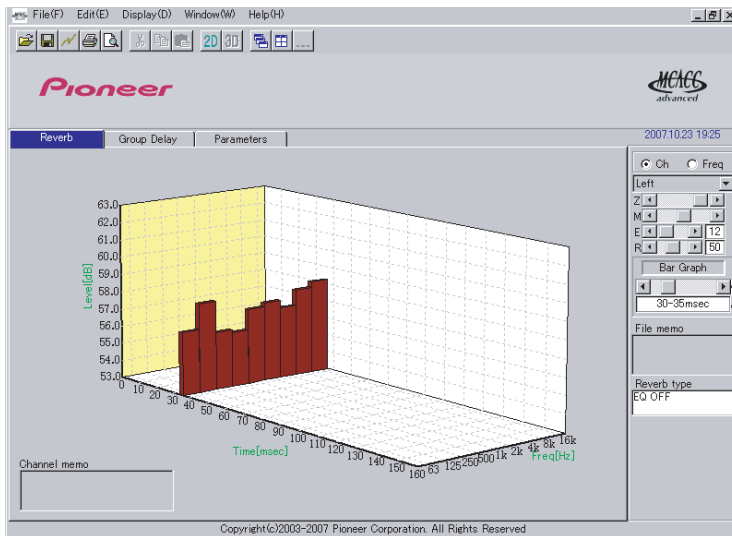 File(F) Edit(E) Display(D) Window(W) Help(H)
2D 3D
Pioneer
MCACC
advanced
Reverb Group Delay Parameters
2007.10.23 19:25
Ch Freq
Left
Z
M
E 12
R 50
Bar Graph
30-35msec
File memo
Reverb type
EQ OFF
Level[dB]
63.0
62.0
61.0
60.0
59.0
58.0
57.0
56.0
55.0
54.0
53.0
0 10 20 30 40 50 60 70 80 90 100 110 120 130 140 150 160
Time[msec]
63 125 250 500 1k 2k 4k 8k 16k
Freq[Hz]
Channel memo
Copyright(c)2003-2007 Pioneer Corporation. All Rights Reserved